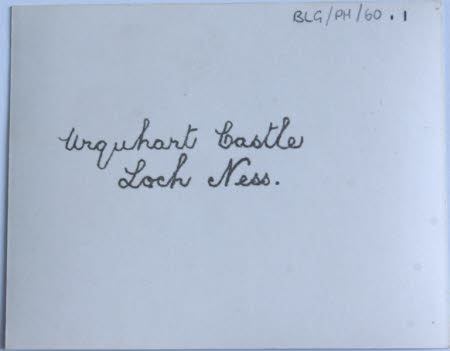 BLG/PH/60.1
Urquhart Castle
Loch Ness.